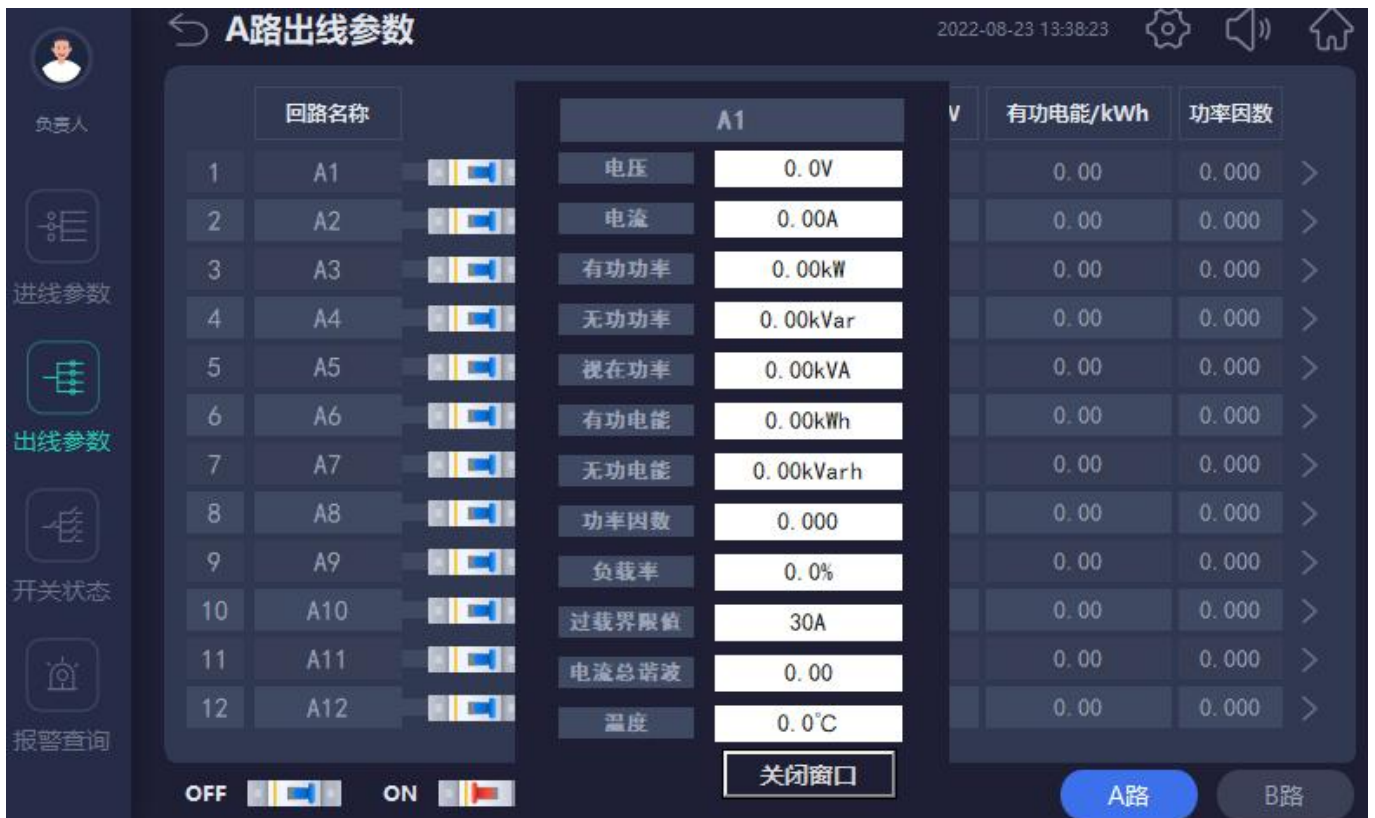 A路出线参数
2022-08-23 13:38:23
负责人
进线参数
出线参数
开关状态
报警查询
回路名称 有功电能/kWh 功率因数
1 A1 0.00 0.000
2 A2 0.00 0.000
3 A3 0.00 0.000
4 A4 0.00 0.000
5 A5 0.00 0.000
6 A6 0.00 0.000
7 A7 0.00 0.000
8 A8 0.00 0.000
9 A9 0.00 0.000
10 A10 0.00 0.000
11 A11 0.00 0.000
12 A12 0.00 0.000
A1
电压 0.0V
电流 0.00A
有功功率 0.00kW
无功功率 0.00kVar
视在功率 0.00kVA
有功电能 0.00kWh
无功电能 0.00kVarh
功率因数 0.000
负载率 0.0%
过载界限值 30A
电流总谐波 0.00
温度 0.0℃
关闭窗口
OFF ON
A路 B路